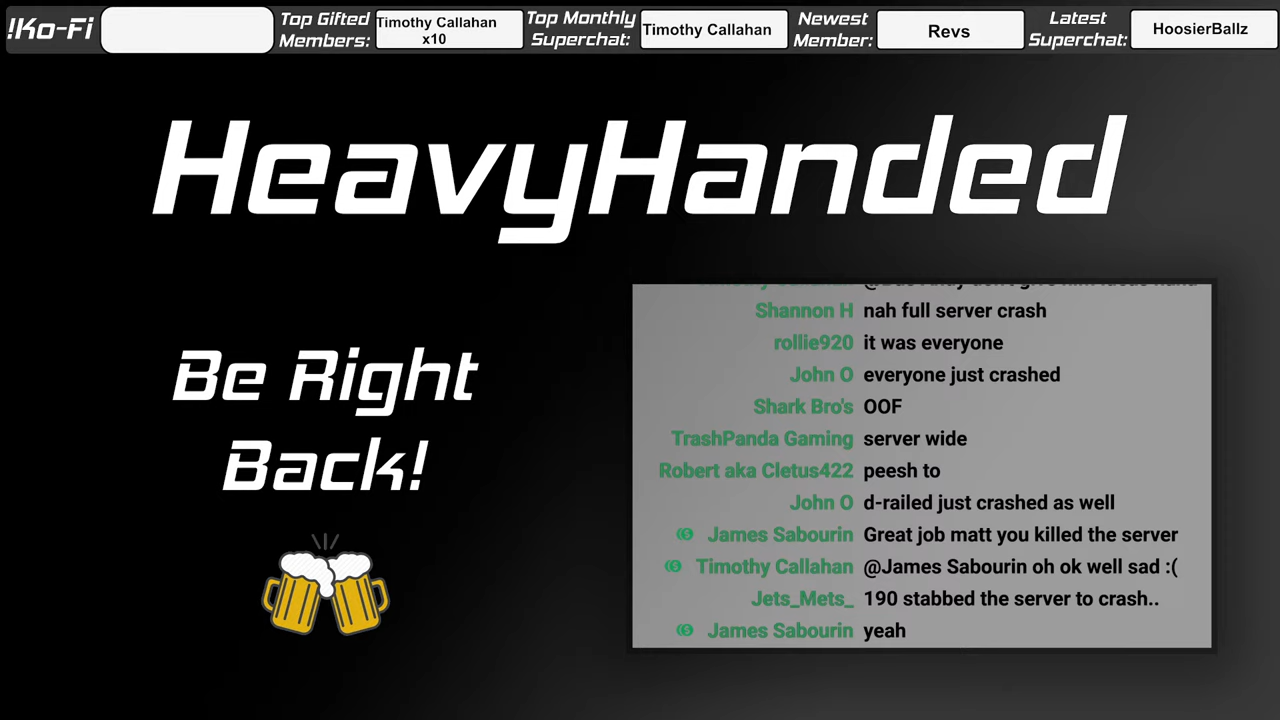 !Ko-Fi
Top Gifted
Members:
Timothy Callahan
x10
Top Monthly
Superchat:
Timothy Callahan
Newest
Member:
Revs
Latest
Superchat:
HoosierBallz
HeavyHanded
Be Right
Back!
Shannon H nah full server crash
rollie920 it was everyone
John O everyone just crashed
Shark Bro's OOF
TrashPanda Gaming server wide
Robert aka Cletus422 peesh to
John O d-railed just crashed as well
James Sabourin Great job matt you killed the server
Timothy Callahan @James Sabourin oh ok well sad :(
Jets_Mets_ 190 stabbed the server to crash..
James Sabourin yeah